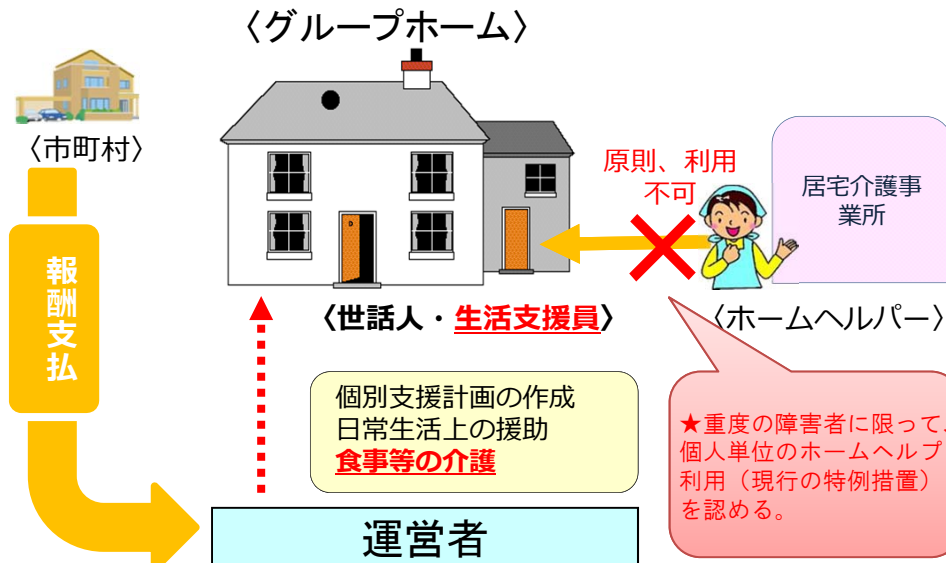 〈グループホーム〉
〈市町村〉
原則、利用
不可
居宅介護事
業所
報酬支払
〈世話人・生活支援員〉
〈ホームヘルパー〉
個別支援計画の作成
日常生活上の援助
食事等の介護
★重度の障害者に限って、
個人単位のホームヘルプ
利用（現行の特例措置）
を認める。
運営者